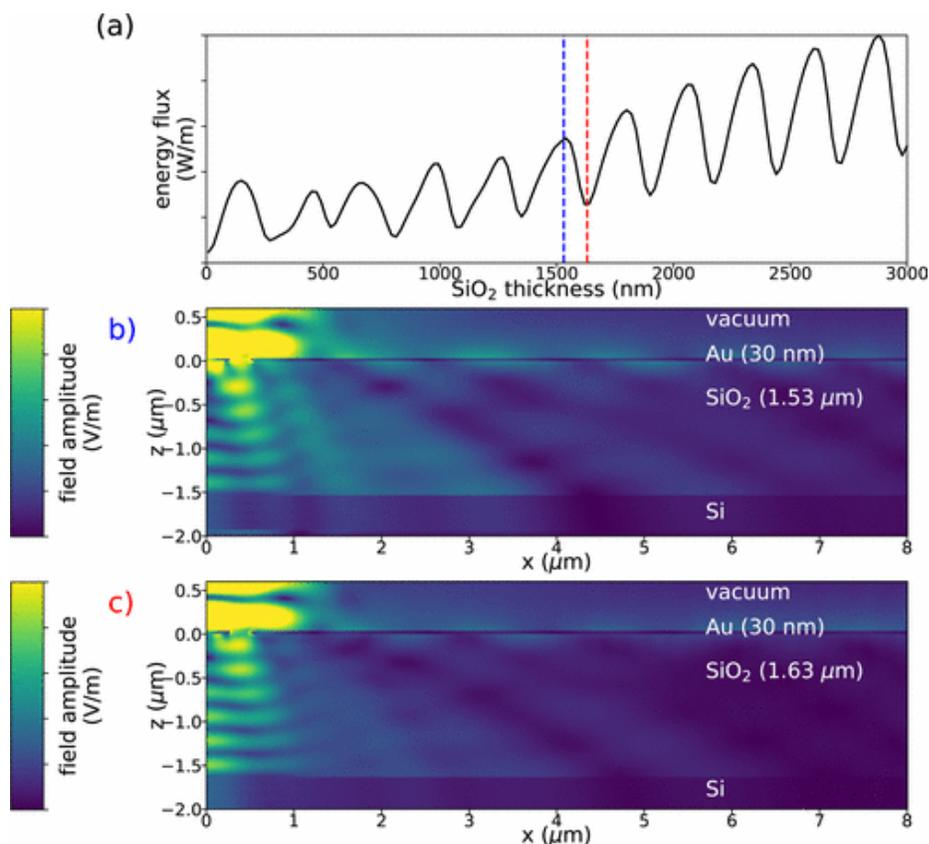 (a)
energy flux
(W/m)
0 500 1000 1500 2000 2500 3000
SiO₂ thickness (nm)
b)
field amplitude
(V/m)
z (μm)
0.5
0.0
−0.5
−1.0
−1.5
−2.0
vacuum
Au (30 nm)
SiO₂ (1.53 μm)
Si
0 1 2 3 4 5 6 7 8
x (μm)
c)
field amplitude
(V/m)
z (μm)
0.5
0.0
−0.5
−1.0
−1.5
−2.0
vacuum
Au (30 nm)
SiO₂ (1.63 μm)
Si
0 1 2 3 4 5 6 7 8
x (μm)